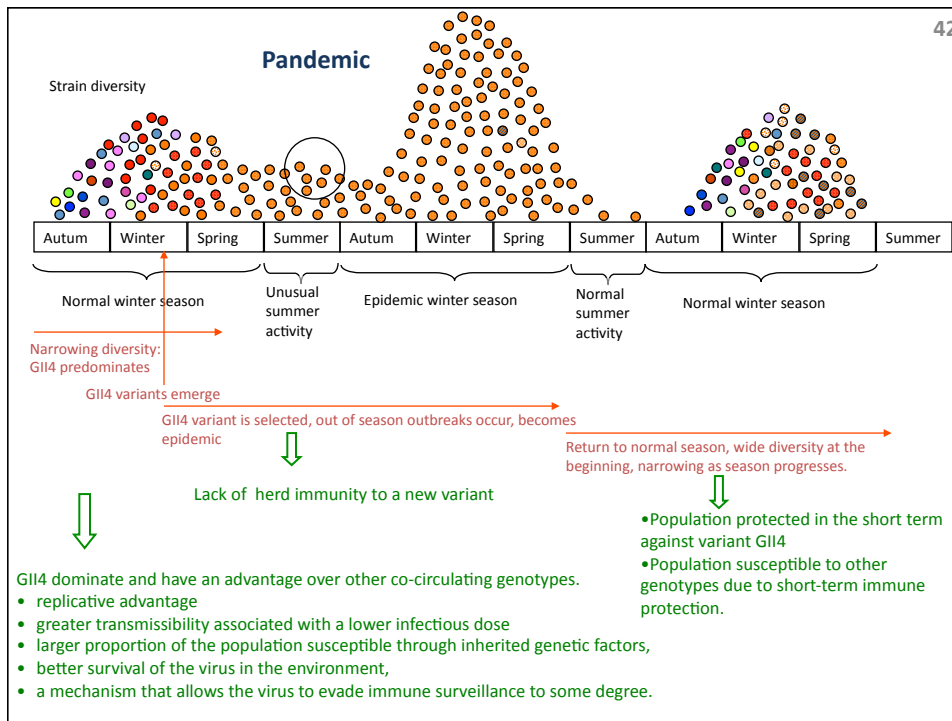 42
Pandemic
Strain diversity
Autum Winter Spring Summer Autum Winter Spring Summer Autum Winter Spring Summer
Normal winter season
Unusual
summer
activity
Epidemic winter season
Normal
summer
activity
Normal winter season
Narrowing diversity:
GII4 predominates
GII4 variants emerge
GII4 variant is selected, out of season outbreaks occur, becomes
epidemic
Return to normal season, wide diversity at the
beginning, narrowing as season progresses.
Lack of herd immunity to a new variant
•Population protected in the short term
against variant GII4
•Population susceptible to other
genotypes due to short-term immune
protection.
GII4 dominate and have an advantage over other co-circulating genotypes.
• replicative advantage
• greater transmissibility associated with a lower infectious dose
• larger proportion of the population susceptible through inherited genetic factors,
• better survival of the virus in the environment,
• a mechanism that allows the virus to evade immune surveillance to some degree.